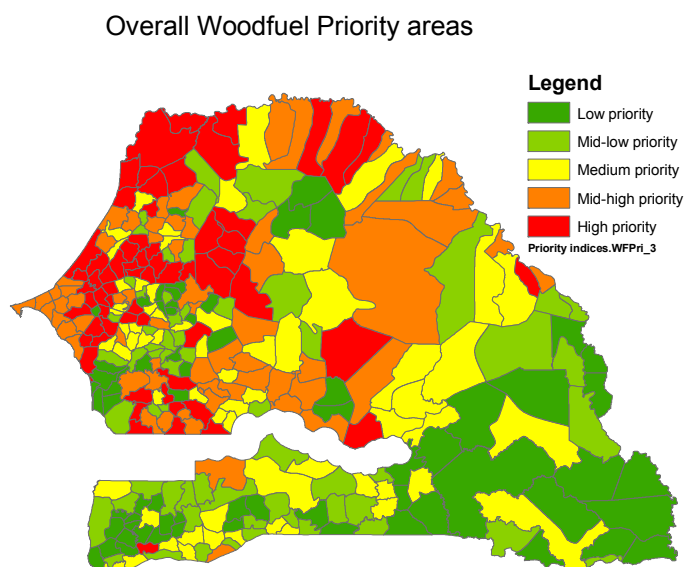 Overall Woodfuel Priority areas
Legend
Low priority
Mid-low priority
Medium priority
Mid-high priority
High priority
Priority indices.WFPri_3